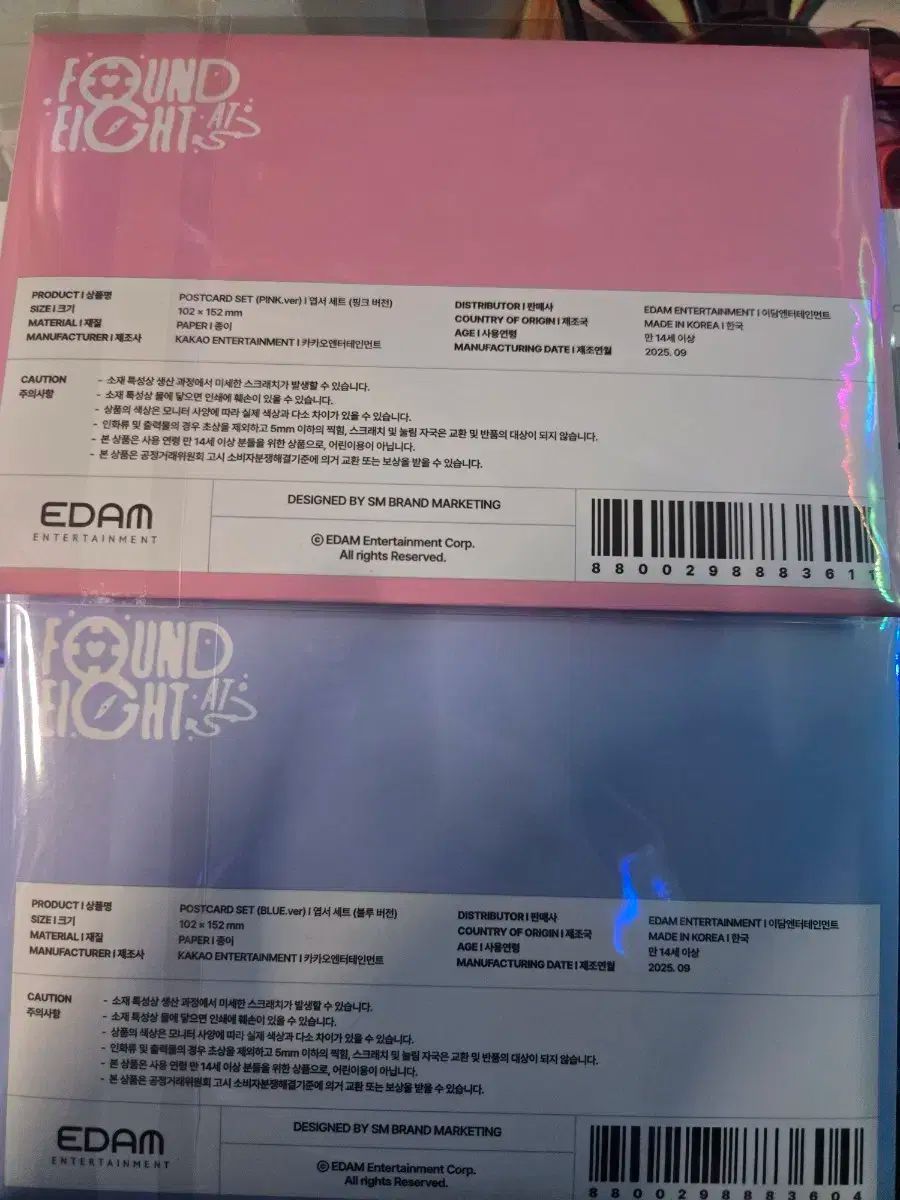 FOUND
EIGHT AT
PRODUCT I 상품명 POSTCARD SET (PINK.ver) I 엽서 세트 (핑크 버전)
SIZE I 크기 102 × 152 mm
MATERIAL I 재질 PAPER I 종이
MANUFACTURER I 제조사 KAKAO ENTERTAINMENT I 카카오엔터테인먼트
DISTRIBUTOR I 판매사 EDAM ENTERTAINMENT I 이담엔터테인먼트
COUNTRY OF ORIGIN I 제조국 MADE IN KOREA I 한국
AGE I 사용연령 만 14세 이상
MANUFACTURING DATE I 제조연월 2025. 09
CAUTION
주의사항
- 소재 특성상 생산 과정에서 미세한 스크래치가 발생할 수 있습니다.
- 소재 특성상 물에 닿으면 인쇄에 훼손이 있을 수 있습니다.
- 상품의 색상은 모니터 사양에 따라 실제 색상과 다소 차이가 있을 수 있습니다.
- 인화류 및 출력물의 경우 초상을 제외하고 5mm 이하의 찍힘, 스크래치 및 눌림 자국은 교환 및 반품의 대상이 되지 않습니다.
- 본 상품은 사용 연령 만 14세 이상 분들을 위한 상품으로, 어린이용이 아닙니다.
- 본 상품은 공정거래위원회 고시 소비자분쟁해결기준에 의거 교환 또는 보상을 받을 수 있습니다.
EDAM
ENTERTAINMENT
DESIGNED BY SM BRAND MARKETING
© EDAM Entertainment Corp.
All rights Reserved.
8800298883611
FOUND
EIGHT AT
PRODUCT I 상품명 POSTCARD SET (BLUE.ver) I 엽서 세트 (블루 버전)
SIZE I 크기 102 × 152 mm
MATERIAL I 재질 PAPER I 종이
MANUFACTURER I 제조사 KAKAO ENTERTAINMENT I 카카오엔터테인먼트
DISTRIBUTOR I 판매사 EDAM ENTERTAINMENT I 이담엔터테인먼트
COUNTRY OF ORIGIN I 제조국 MADE IN KOREA I 한국
AGE I 사용연령 만 14세 이상
MANUFACTURING DATE I 제조연월 2025. 09
CAUTION
주의사항
- 소재 특성상 생산 과정에서 미세한 스크래치가 발생할 수 있습니다.
- 소재 특성상 물에 닿으면 인쇄에 훼손이 있을 수 있습니다.
- 상품의 색상은 모니터 사양에 따라 실제 색상과 다소 차이가 있을 수 있습니다.
- 인화류 및 출력물의 경우 초상을 제외하고 5mm 이하의 찍힘, 스크래치 및 눌림 자국은 교환 및 반품의 대상이 되지 않습니다.
- 본 상품은 사용 연령 만 14세 이상 분들을 위한 상품으로, 어린이용이 아닙니다.
- 본 상품은 공정거래위원회 고시 소비자분쟁해결기준에 의거 교환 또는 보상을 받을 수 있습니다.
EDAM
ENTERTAINMENT
DESIGNED BY SM BRAND MARKETING
© EDAM Entertainment Corp.
All rights Reserved.
8800298883604